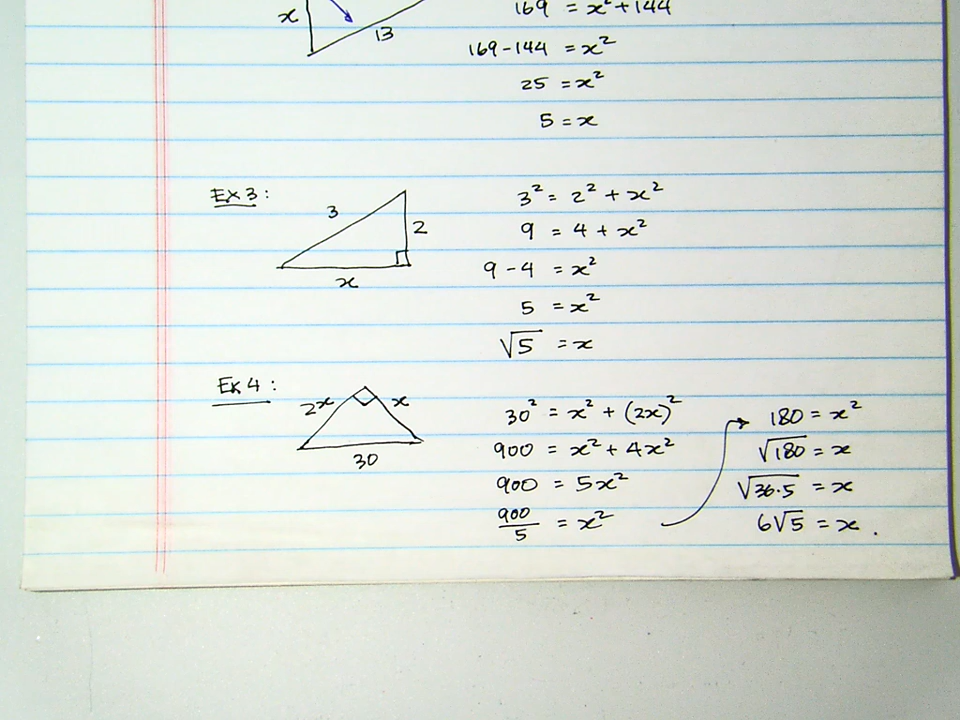 x
13
169 = x² + 144
169 - 144 = x²
25 = x²
5 = x
Ex 3:
3
2
x
3² = 2² + x²
9 = 4 + x²
9 - 4 = x²
5 = x²
√5 = x
Ex 4:
2x
x
30
30² = x² + (2x)²
900 = x² + 4x²
900 = 5x²
900/5 = x²
180 = x²
√180 = x
√36·5 = x
6√5 = x.